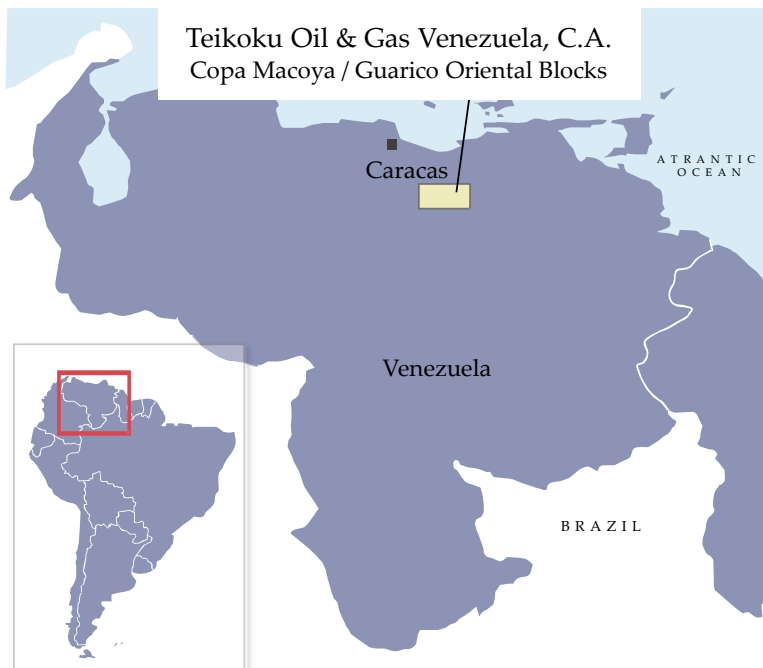 Teikoku Oil & Gas Venezuela, C.A.
Copa Macoya / Guarico Oriental Blocks
Caracas
ATRANTIC
OCEAN
Venezuela
BRAZIL